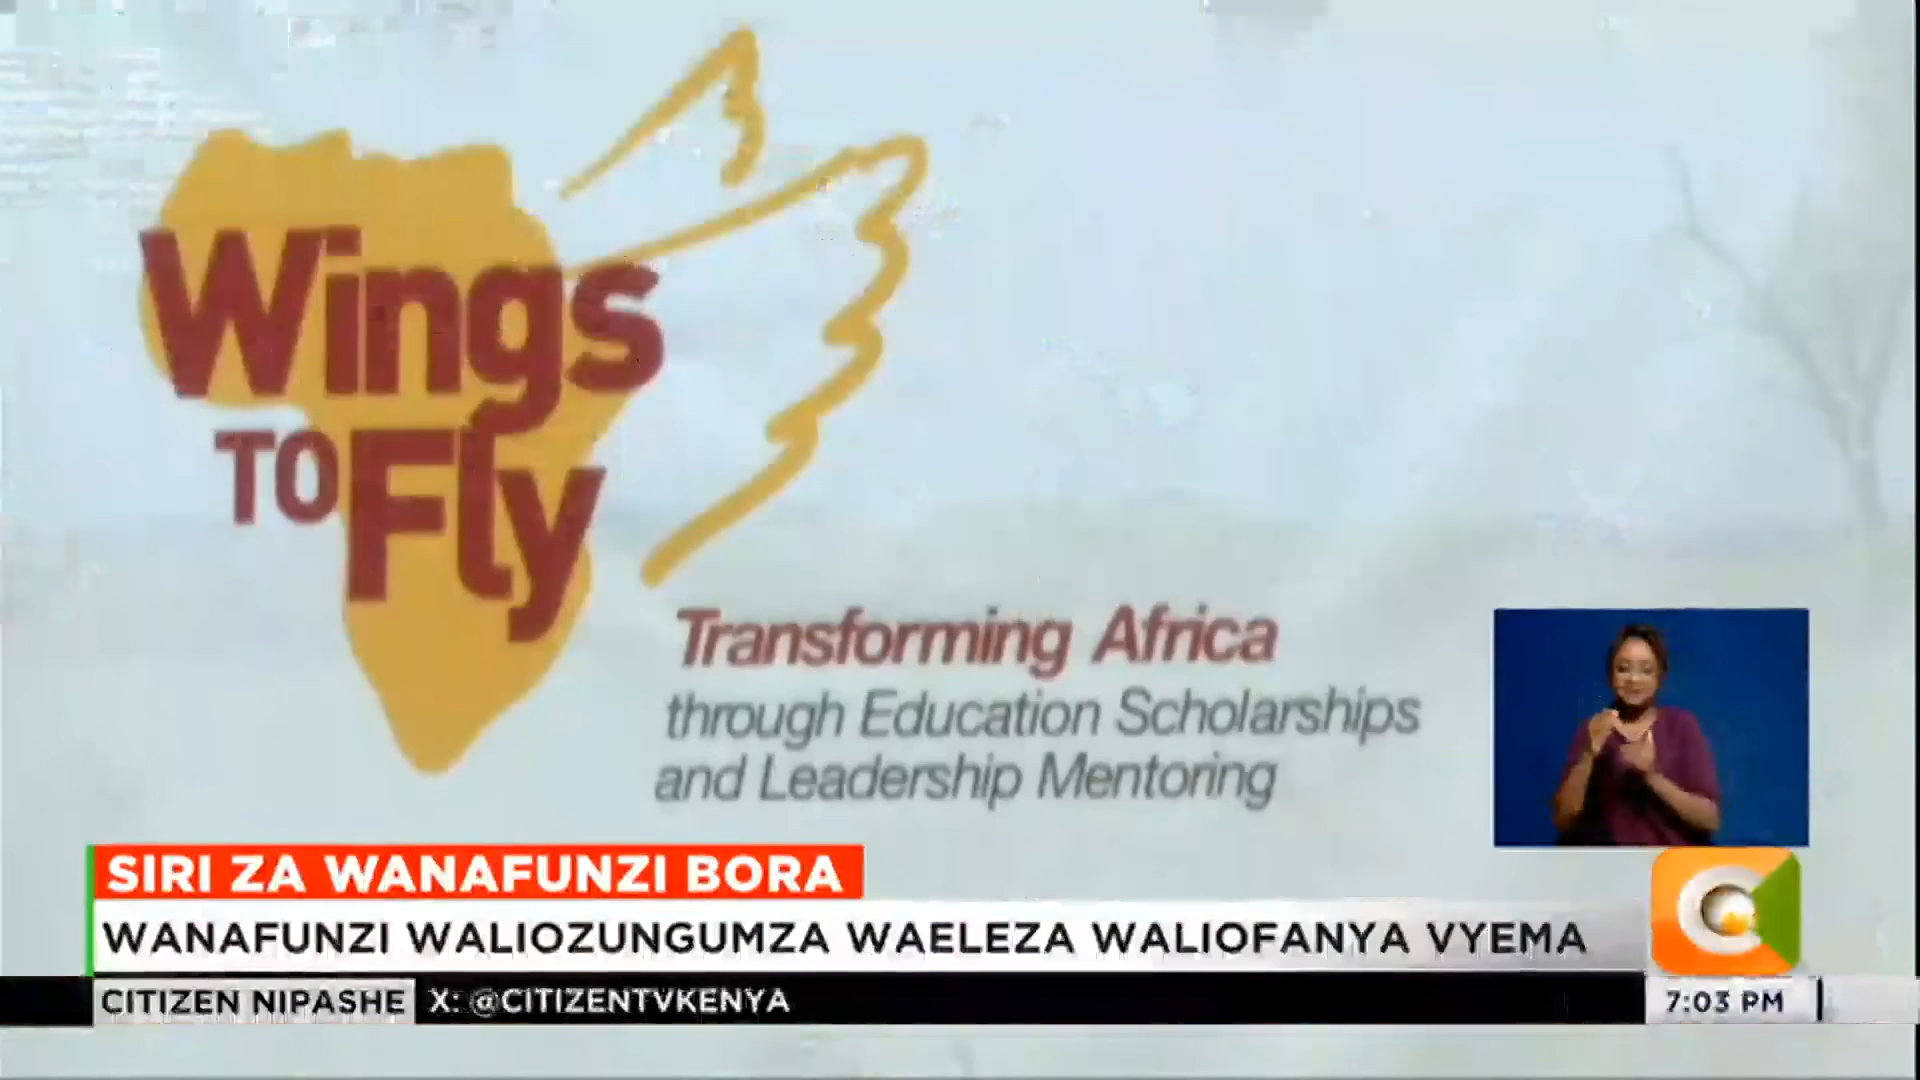 Wings
TO Fly
Transforming Africa
through Education Scholarships
and Leadership Mentoring
SIRI ZA WANAFUNZI BORA
WANAFUNZI WALIOZUNGUMZA WAELEZA WALIOFANYA VYEMA
CITIZEN NIPASHE X: @CITIZENTVKENYA
7:03 PM